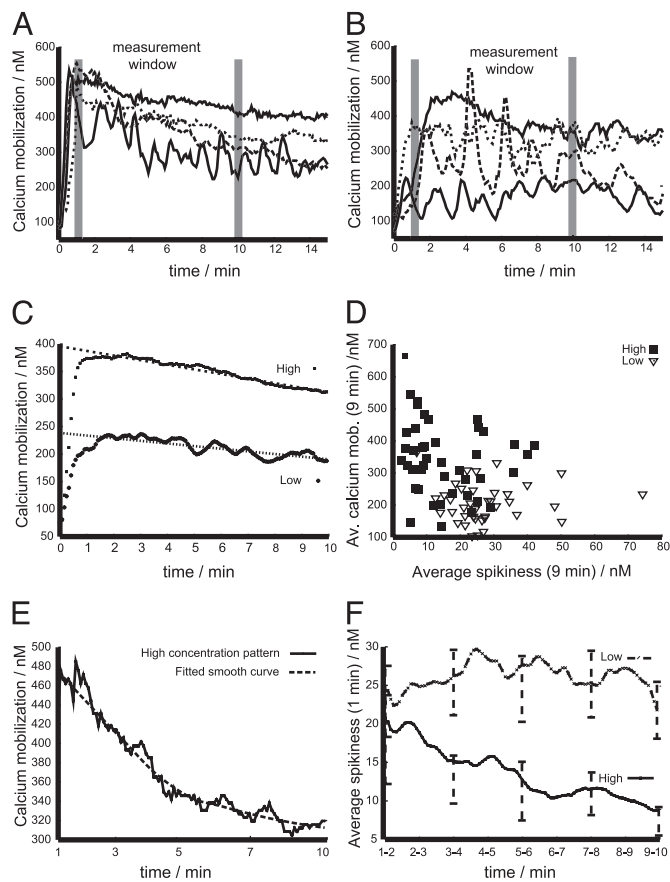 A
Calcium mobilization / nM
600
500
400
300
200
100
measurement
window
0 2 4 6 8 10 12 14
time / min
B
Calcium mobilization / nM
600
500
400
300
200
100
measurement
window
0 2 4 6 8 10 12 14
time / min
C
Calcium mobilization / nM
400
350
300
250
200
150
100
50
High
Low
0 1 2 3 4 5 6 7 8 9 10
time / min
D
Av. calcium mob. (9 min) /nM
700
600
500
400
300
200
100
High
Low
0 10 20 30 40 50 60 70 80
Average spikiness (9 min) / nM
E
Calcium mobilization / nM
500
480
460
440
420
400
380
360
340
320
300
High concentration pattern
Fitted smooth curve
1 3 5 7 10
time / min
F
Average spikiness (1 min) / nM
30
25
20
15
10
5
Low
High
1-2 2-3 3-4 4-5 5-6 6-7 7-8 8-9 9-10
time / min